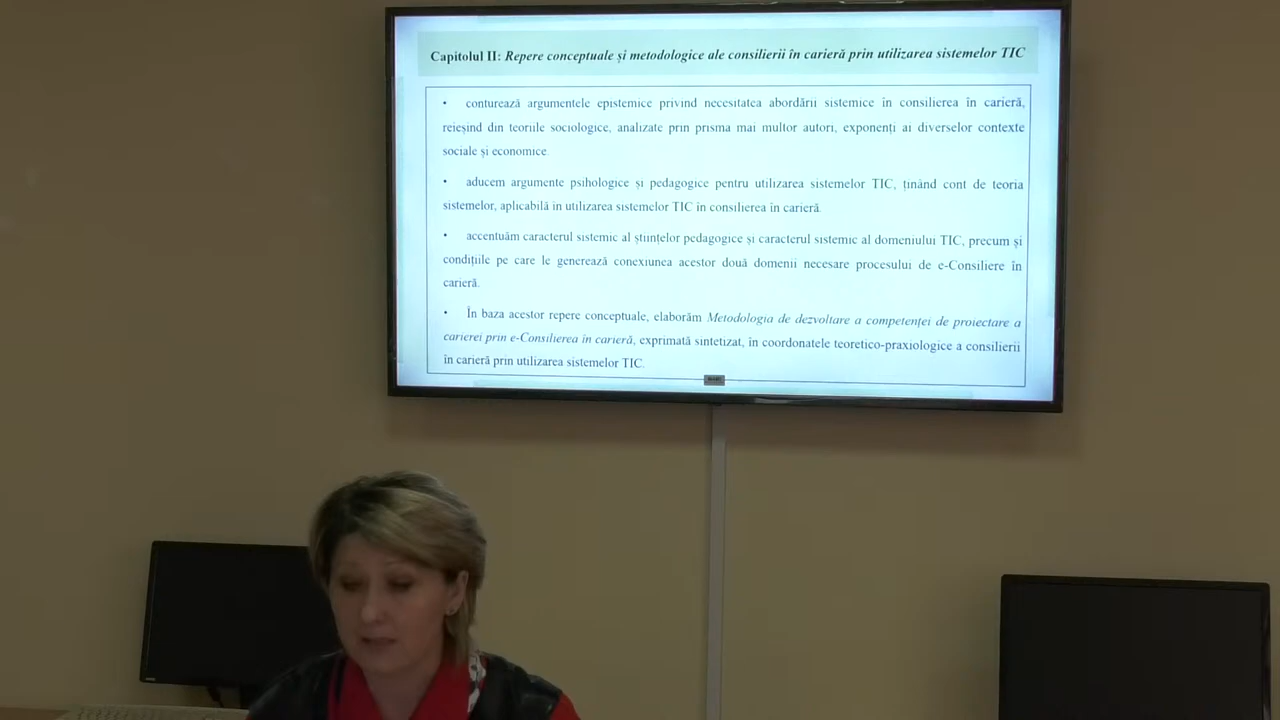 Capitolul II: Repere conceptuale și metodologice ale consilierii în carieră prin utilizarea sistemelor TIC
• conturează argumentele epistemice privind necesitatea abordării sistemice în consilierea în carieră,
reieșind din teoriile sociologice, analizate prin prisma mai multor autori, exponenți ai diverselor contexte
sociale și economice.
• aducem argumente psihologice și pedagogice pentru utilizarea sistemelor TIC, ținând cont de teoria
sistemelor, aplicabilă în utilizarea sistemelor TIC în consilierea în carieră.
• accentuăm caracterul sistemic al științelor pedagogice și caracterul sistemic al domeniului TIC, precum și
condițiile pe care le generează conexiunea acestor două domenii necesare procesului de e-Consiliere în
carieră.
• În baza acestor repere conceptuale, elaborăm Metodologia de dezvoltare a competenței de proiectare a
carierei prin e-Consilierea în carieră, exprimată sintetizat, în coordonatele teoretico-praxiologice a consilierii
în carieră prin utilizarea sistemelor TIC.